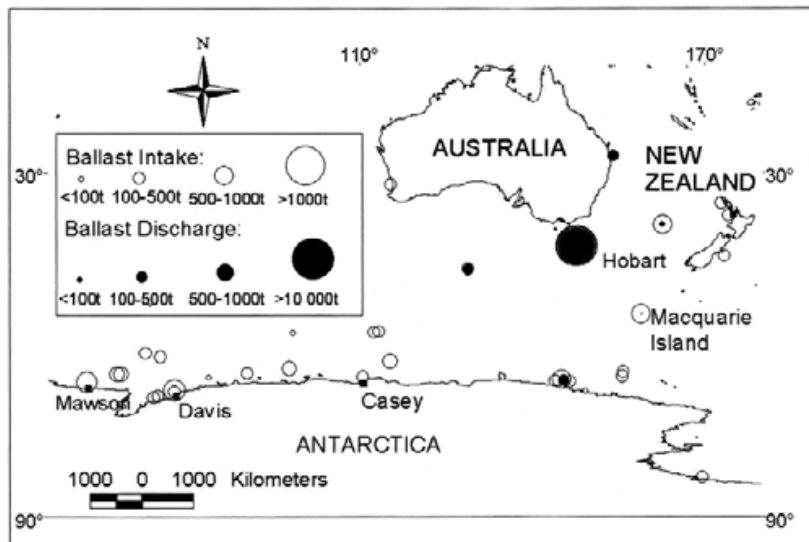 N
110° 170°
AUSTRALIA
NEW
ZEALAND
30° 30°
Ballast Intake:
<100t 100-500t 500-1000t >1000t
Ballast Discharge:
<100t 100-500t 500-1000t >10 000t
Hobart
Macquarie
Island
Mawson Davis Casey
ANTARCTICA
1000 0 1000 Kilometers
90° 90°